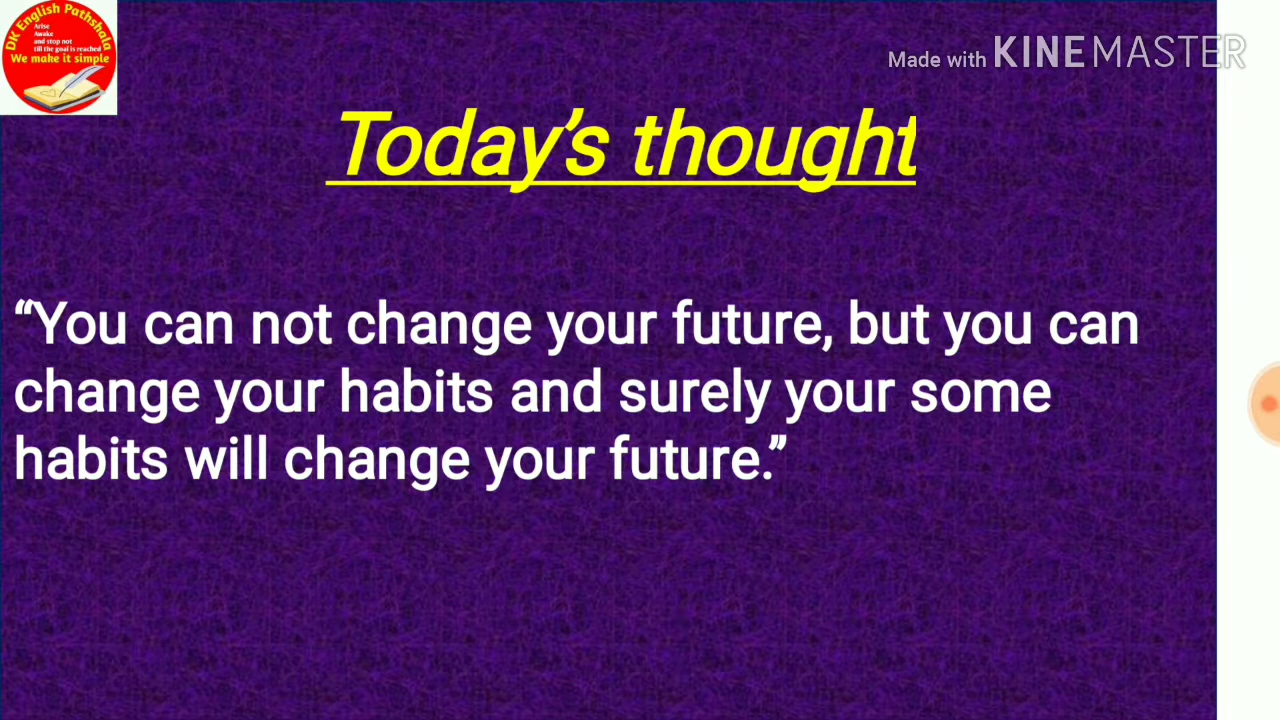 DK English Pathshala
Arise
Awake
and stop not
till the goal is reached
We make it simple
Made with KINEMASTER
Today’s thought
“You can not change your future, but you can
change your habits and surely your some
habits will change your future.”